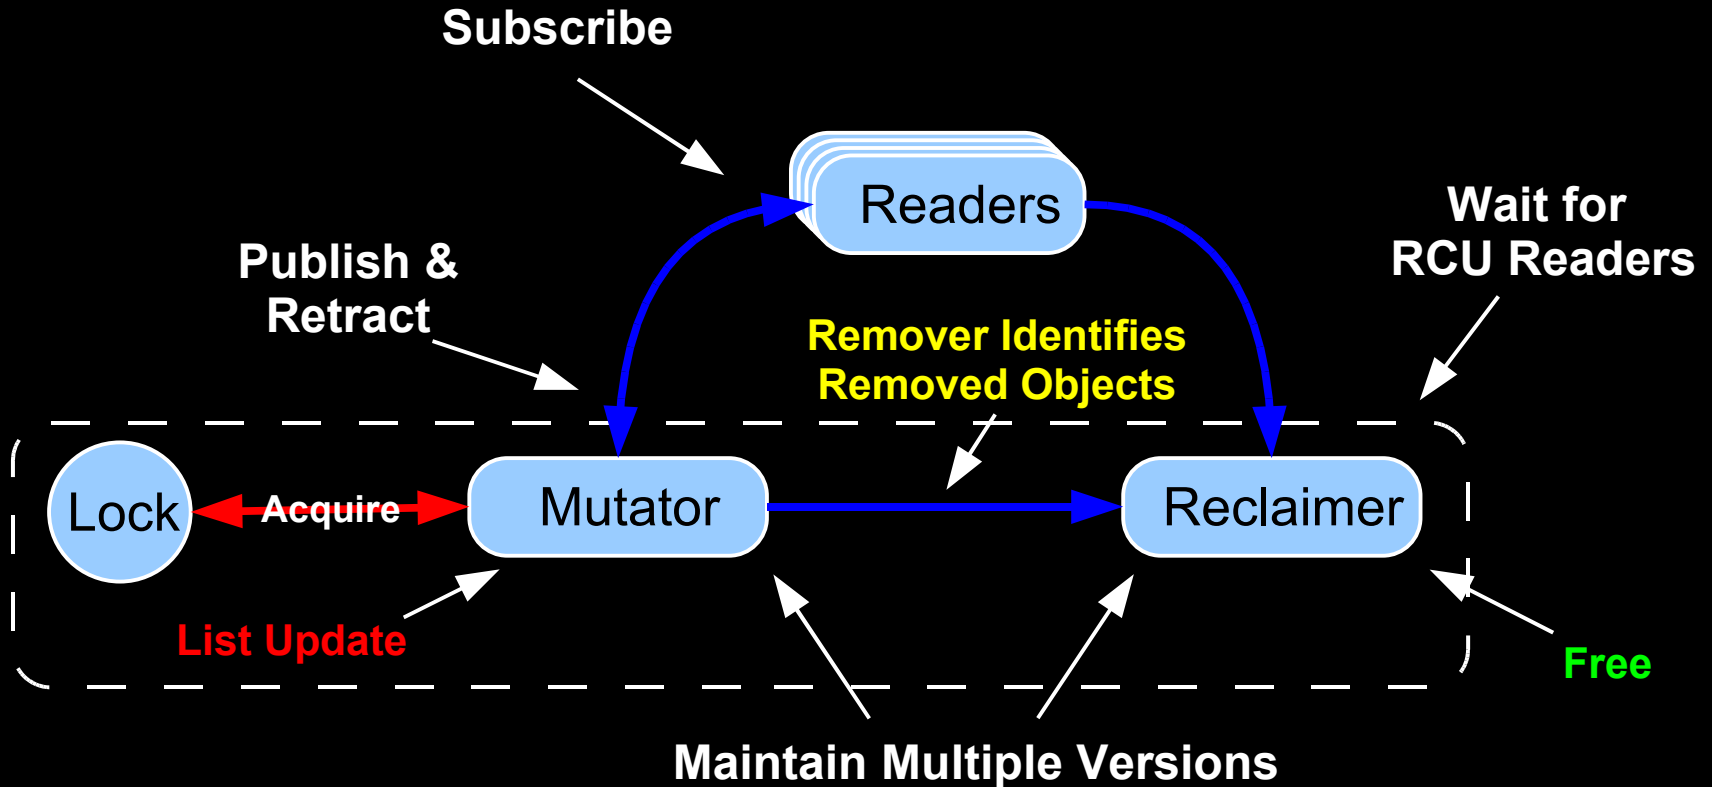 Subscribe
Readers
Wait for
RCU Readers
Publish &
Retract
Remover Identifies
Removed Objects
Lock
Acquire
Mutator
Reclaimer
List Update
Free
Maintain Multiple Versions